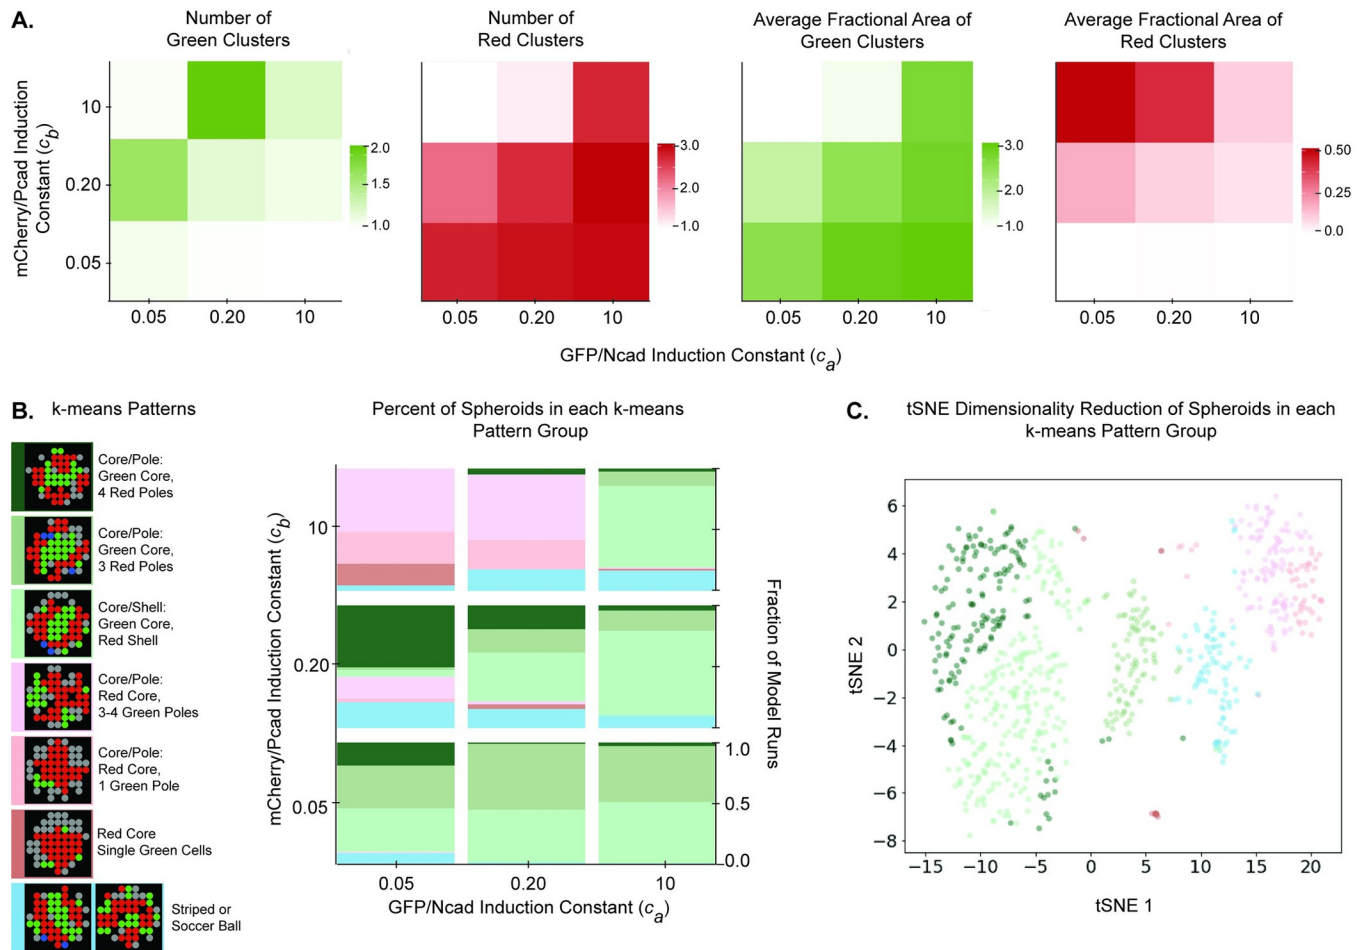 A.
Number of
Green Clusters
Number of
Red Clusters
Average Fractional Area of
Green Clusters
Average Fractional Area of
Red Clusters
mCherry/Pcad Induction
Constant (c_b)
10
0.20
0.05
2.0
1.5
1.0
3.0
2.0
1.0
3.0
2.0
1.0
0.50
0.25
0.0
0.05 0.20 10
0.05 0.20 10
0.05 0.20 10
0.05 0.20 10
GFP/Ncad Induction Constant (c_a)
B.
k-means Patterns
Core/Pole:
Green Core,
4 Red Poles
Core/Pole:
Green Core,
3 Red Poles
Core/Shell:
Green Core,
Red Shell
Core/Pole:
Red Core,
3-4 Green Poles
Core/Pole:
Red Core,
1 Green Pole
Red Core
Single Green Cells
Striped or
Soccer Ball
Percent of Spheroids in each k-means
Pattern Group
mCherry/Pcad Induction Constant (c_b)
10
0.20
0.05
Fraction of Model Runs
1.0
0.5
0.0
0.05 0.20 10
GFP/Ncad Induction Constant (c_a)
C.
tSNE Dimensionality Reduction of Spheroids in each
k-means Pattern Group
tSNE 2
6
4
2
0
−2
−4
−6
−8
−15 −10 −5 0 5 10 15 20
tSNE 1